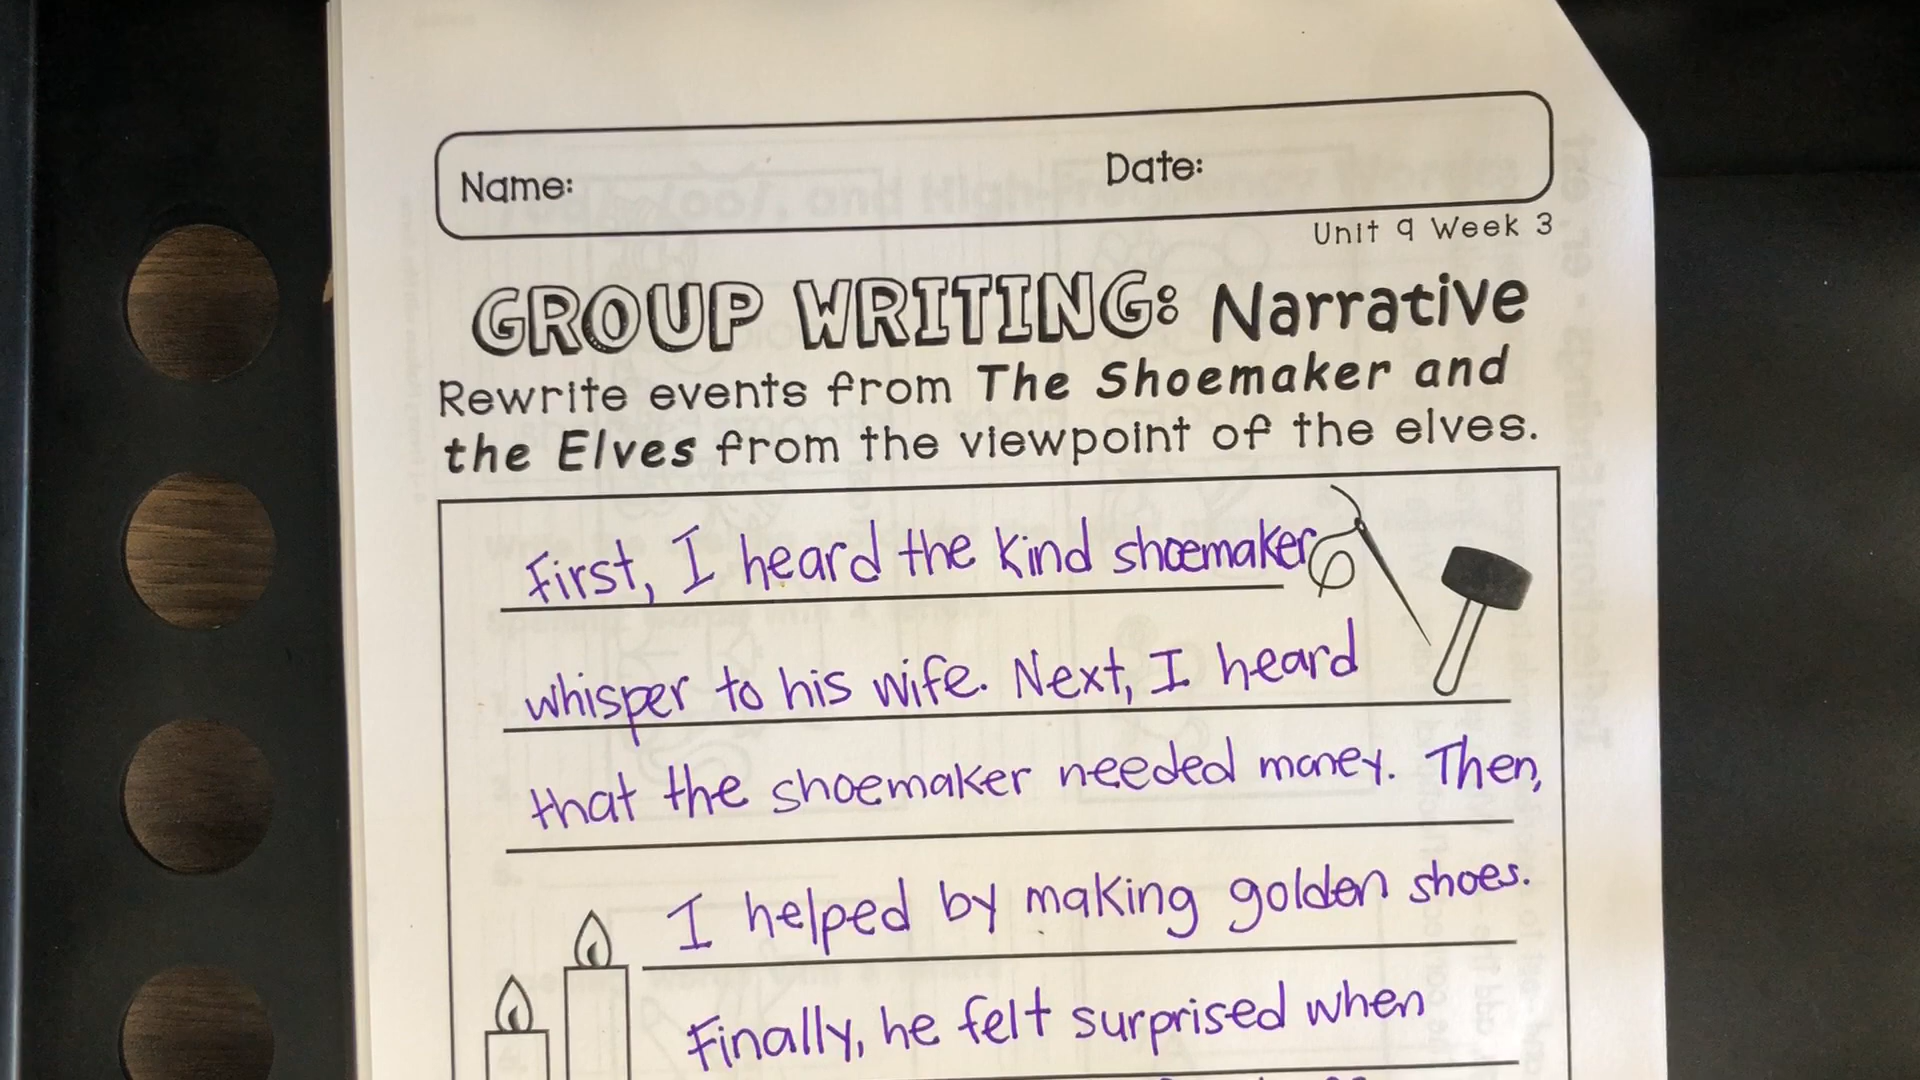 Name:
Date:
Unit 9 Week 3
GROUP WRITING: Narrative
Rewrite events from The Shoemaker and
the Elves from the viewpoint of the elves.
First, I heard the kind shoemaker
whisper to his wife. Next, I heard
that the shoemaker needed money. Then,
I helped by making golden shoes.
Finally, he felt surprised when